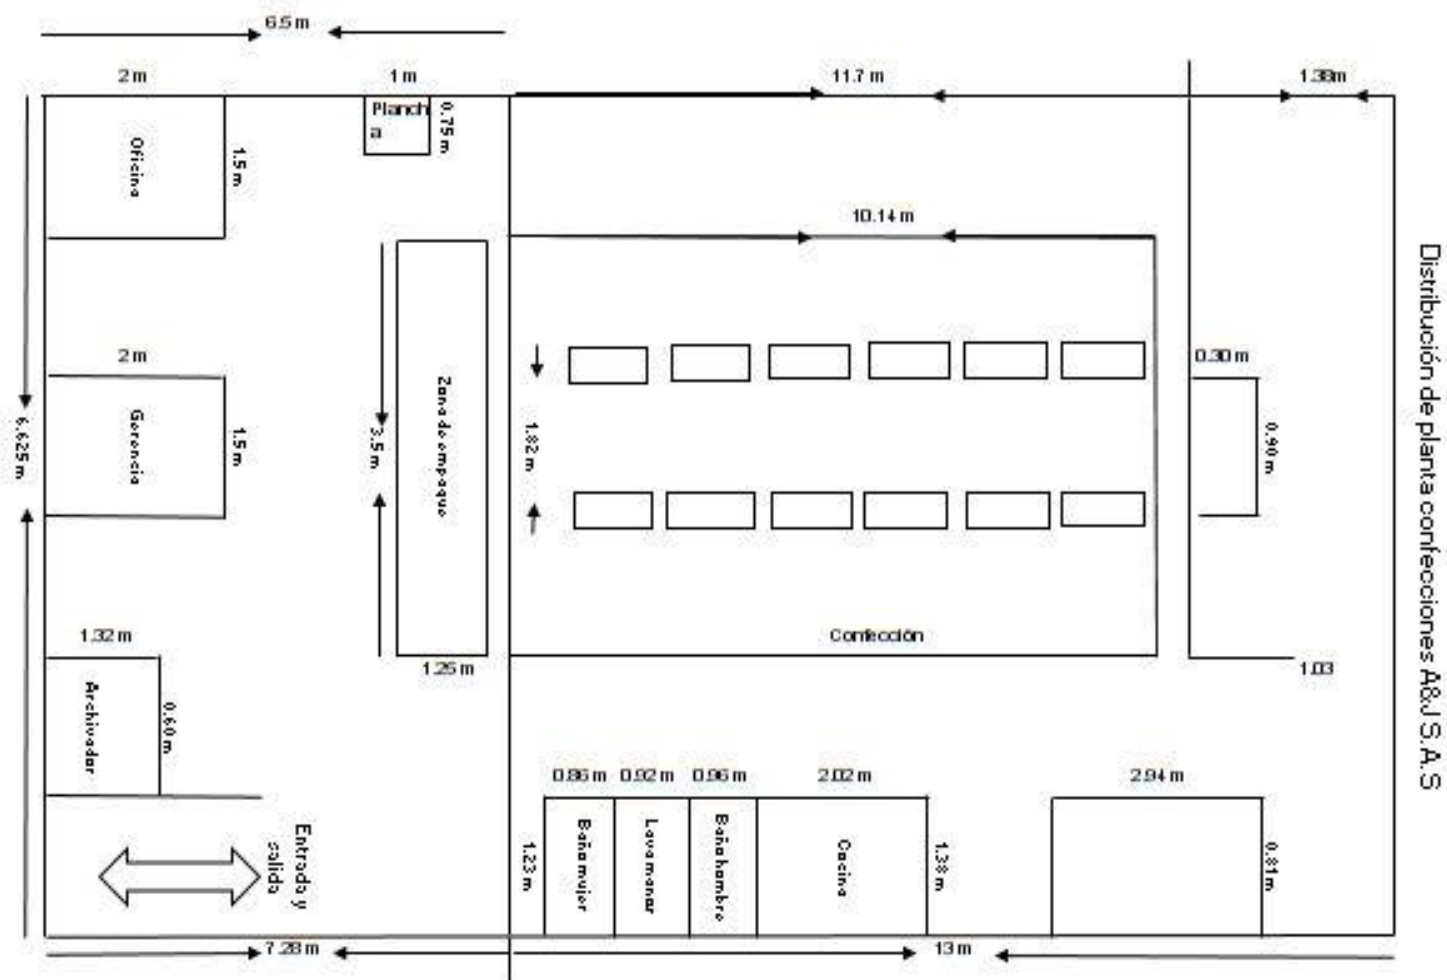 6.5 m
2 m
1 m
11.7 m
1.38m
Oficina
1.5 m
Planch
a
0.75 m
10.14 m
Distribución de planta confecciones A&J S.A.S
2 m
Gerencia
1.5 m
6.625 m
3.5 m
Zona de empaque
1.82 m
0.30 m
0.90 m
Confección
1.32 m
1.25 m
1.03
Archivador
0.60 m
0.86 m
0.92 m
0.96 m
2.02 m
2.94 m
Entrada y
salida
1.23 m
Baño mujer
Lavamanos
Baño hombre
Cocina
1.38 m
0.81 m
7.28 m
13 m